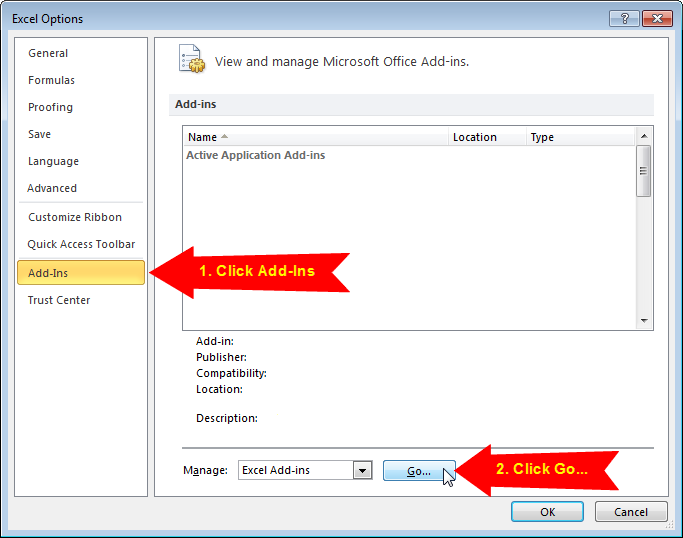 Excel Options
General
Formulas
Proofing
Save
Language
Advanced
Customize Ribbon
Quick Access Toolbar
Add-Ins
Trust Center
View and manage Microsoft Office Add-ins.
Add-ins
Name Location Type
Active Application Add-ins
1. Click Add-Ins
Add-in:
Publisher:
Compatibility:
Location:
Description:
Manage: Excel Add-ins Go...
2. Click Go...
OK Cancel